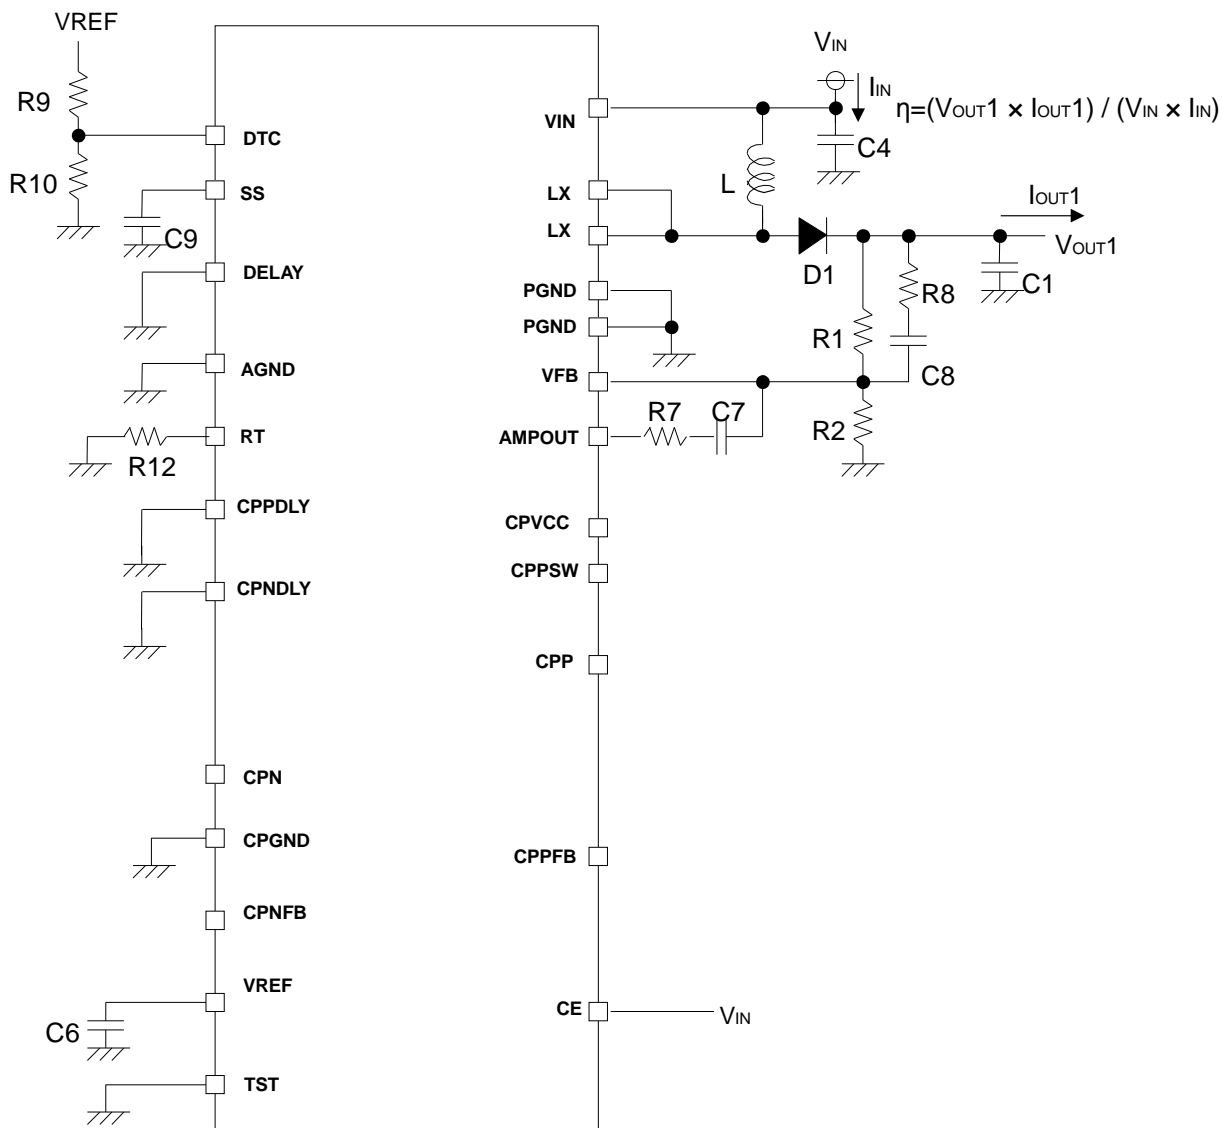 VREF
R9
R10
DTC
SS
C9
DELAY
AGND
RT
R12
CPPDLY
CPNDLY
CPN
CPGND
CPNFB
VREF
C6
TST
VIN
LX
LX
PGND
PGND
VFB
AMPOUT
CPVCC
CPPSW
CPP
CPPFB
CE
VIN
VIN
IIN
η=(VOUT1 × IOUT1) / (VIN × IIN)
C4
L
IOUT1
VOUT1
D1
C1
R8
R1
C8
R7
C7
R2